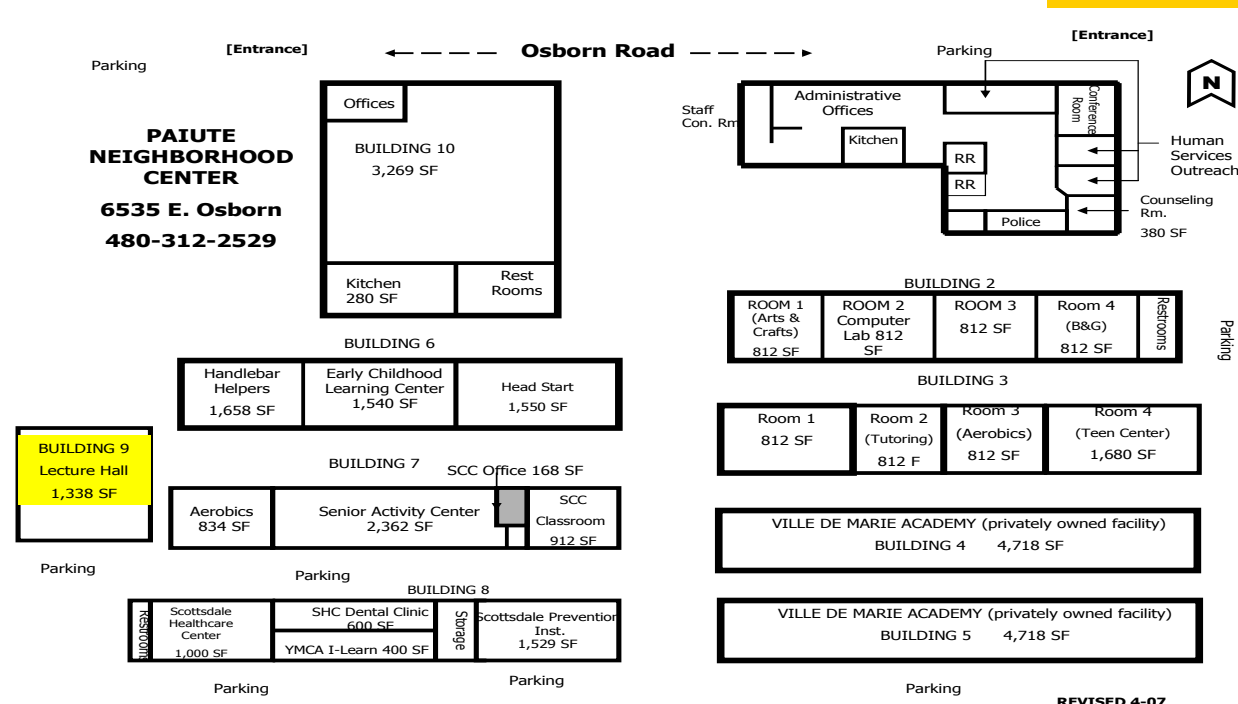 [Entrance]
Osborn Road
[Entrance]
Parking
Parking
N
PAIUTE
NEIGHBORHOOD
CENTER
6535 E. Osborn
480-312-2529
Offices
BUILDING 10
3,269 SF
Kitchen
280 SF
Rest
Rooms
Staff
Con. Rm
Administrative
Offices
Kitchen
RR
RR
Conference
Room
Police
Human
Services
Outreach
Counseling
Rm.
380 SF
BUILDING 2
ROOM 1
(Arts &
Crafts)
812 SF
ROOM 2
Computer
Lab 812
SF
ROOM 3
812 SF
Room 4
(B&G)
812 SF
Restrooms
Parking
BUILDING 6
Handlebar
Helpers
1,658 SF
Early Childhood
Learning Center
1,540 SF
Head Start
1,550 SF
BUILDING 3
Room 1
812 SF
Room 2
(Tutoring)
812 F
Room 3
(Aerobics)
812 SF
Room 4
(Teen Center)
1,680 SF
BUILDING 9
Lecture Hall
1,338 SF
Parking
BUILDING 7
SCC Office 168 SF
Aerobics
834 SF
Senior Activity Center
2,362 SF
SCC
Classroom
912 SF
VILLE DE MARIE ACADEMY (privately owned facility)
BUILDING 4 4,718 SF
Parking
BUILDING 8
Restrooms
Scottsdale
Healthcare
Center
1,000 SF
SHC Dental Clinic
600 SF
YMCA I-Learn 400 SF
Storage
Scottsdale Prevention
Inst.
1,529 SF
VILLE DE MARIE ACADEMY (privately owned facility)
BUILDING 5 4,718 SF
Parking
Parking
Parking
REVISED 4-07